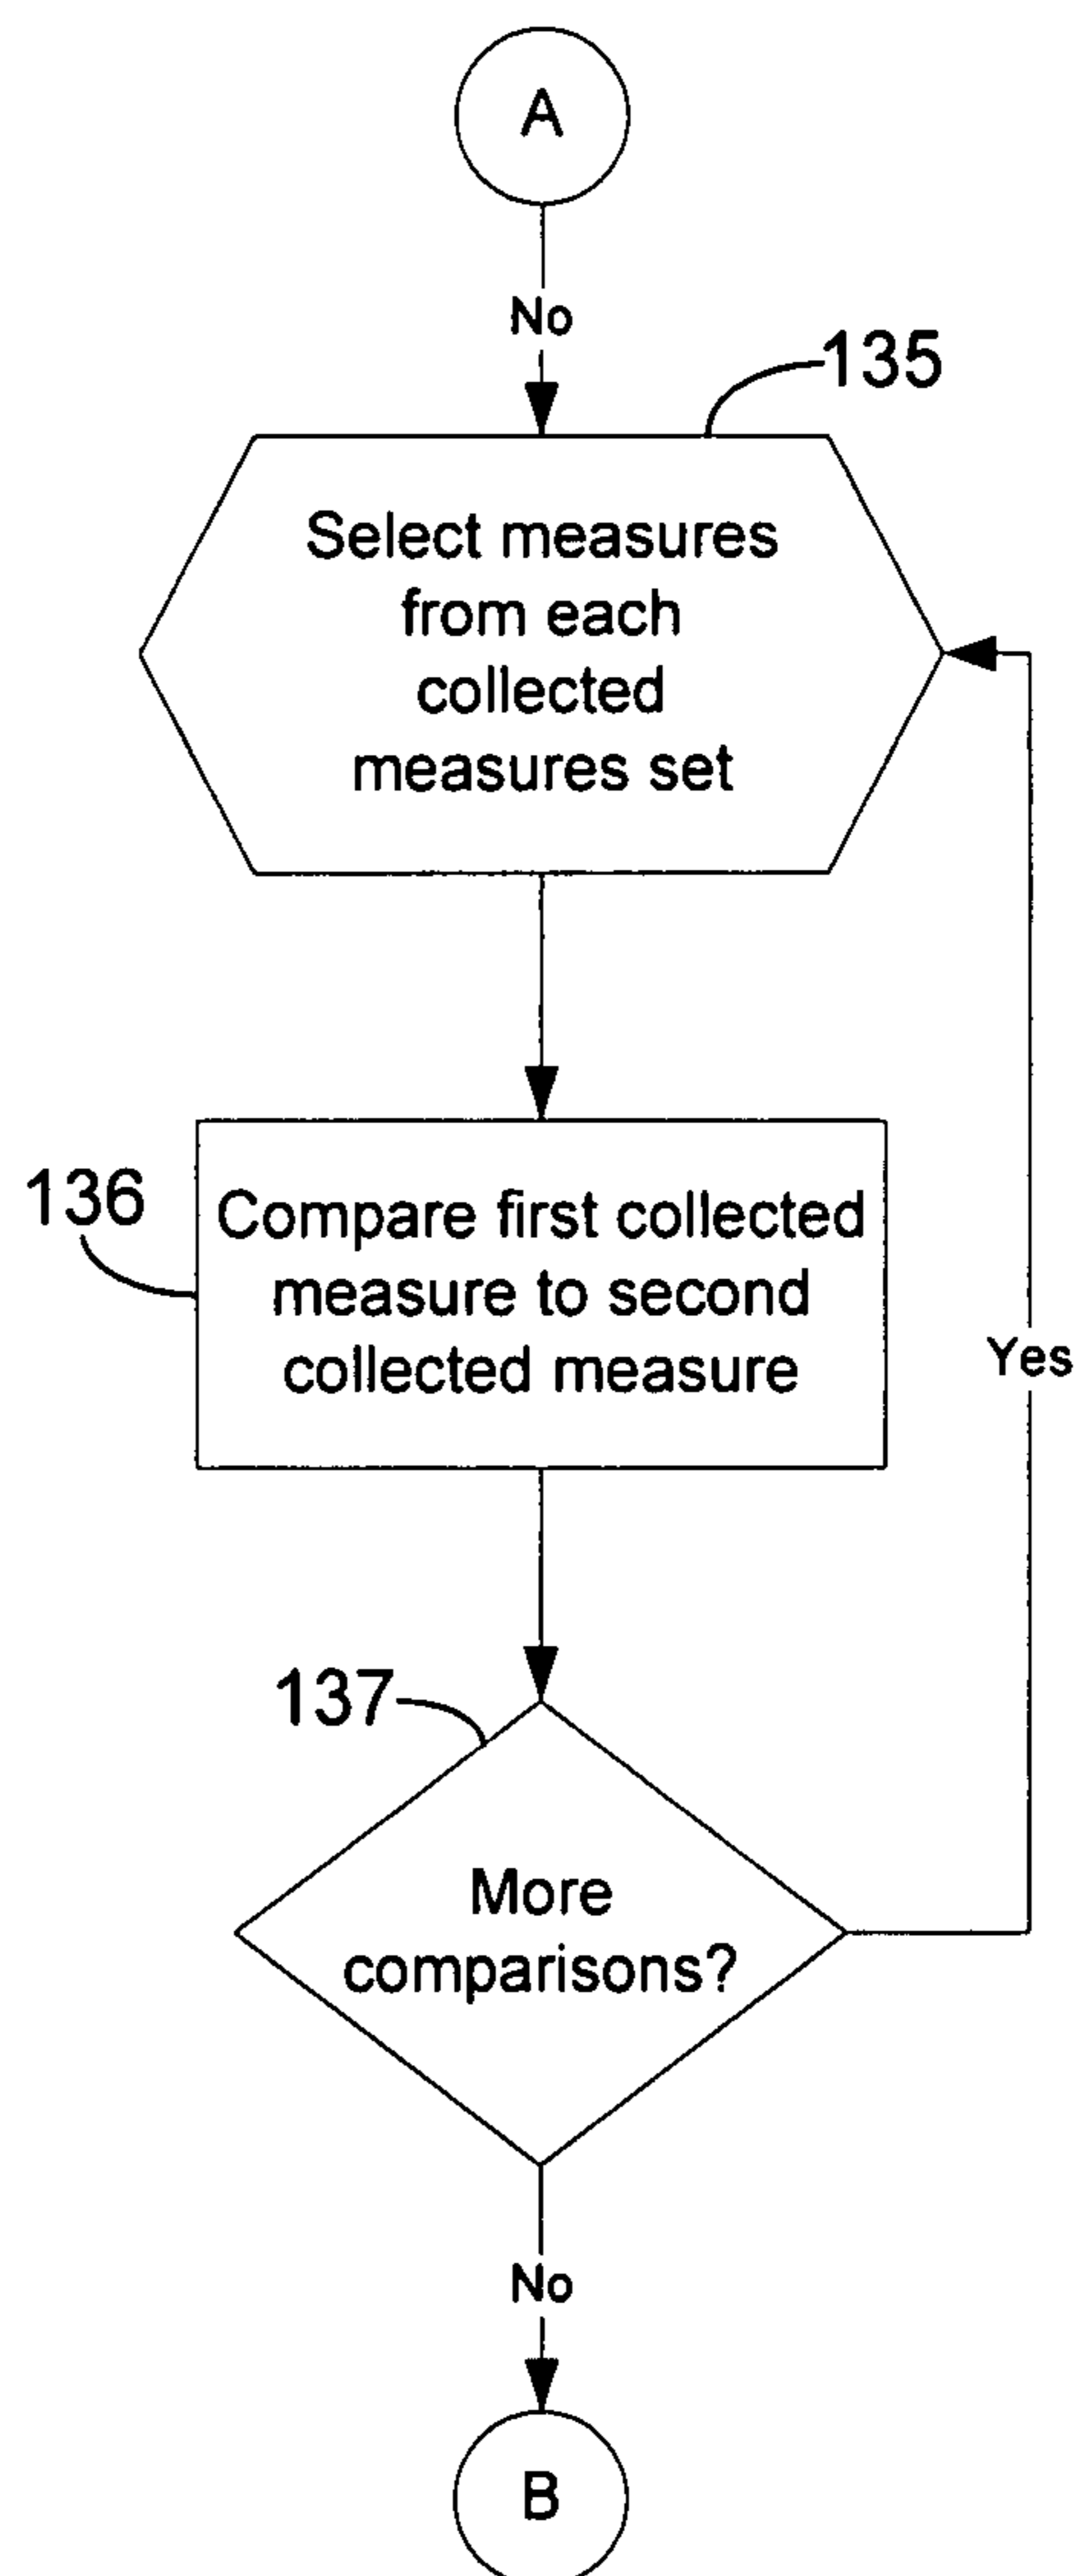 A
No
135
Select measures
from each
collected
measures set
136
Compare first collected
measure to second
collected measure
Yes
137
More
comparisons?
No
B